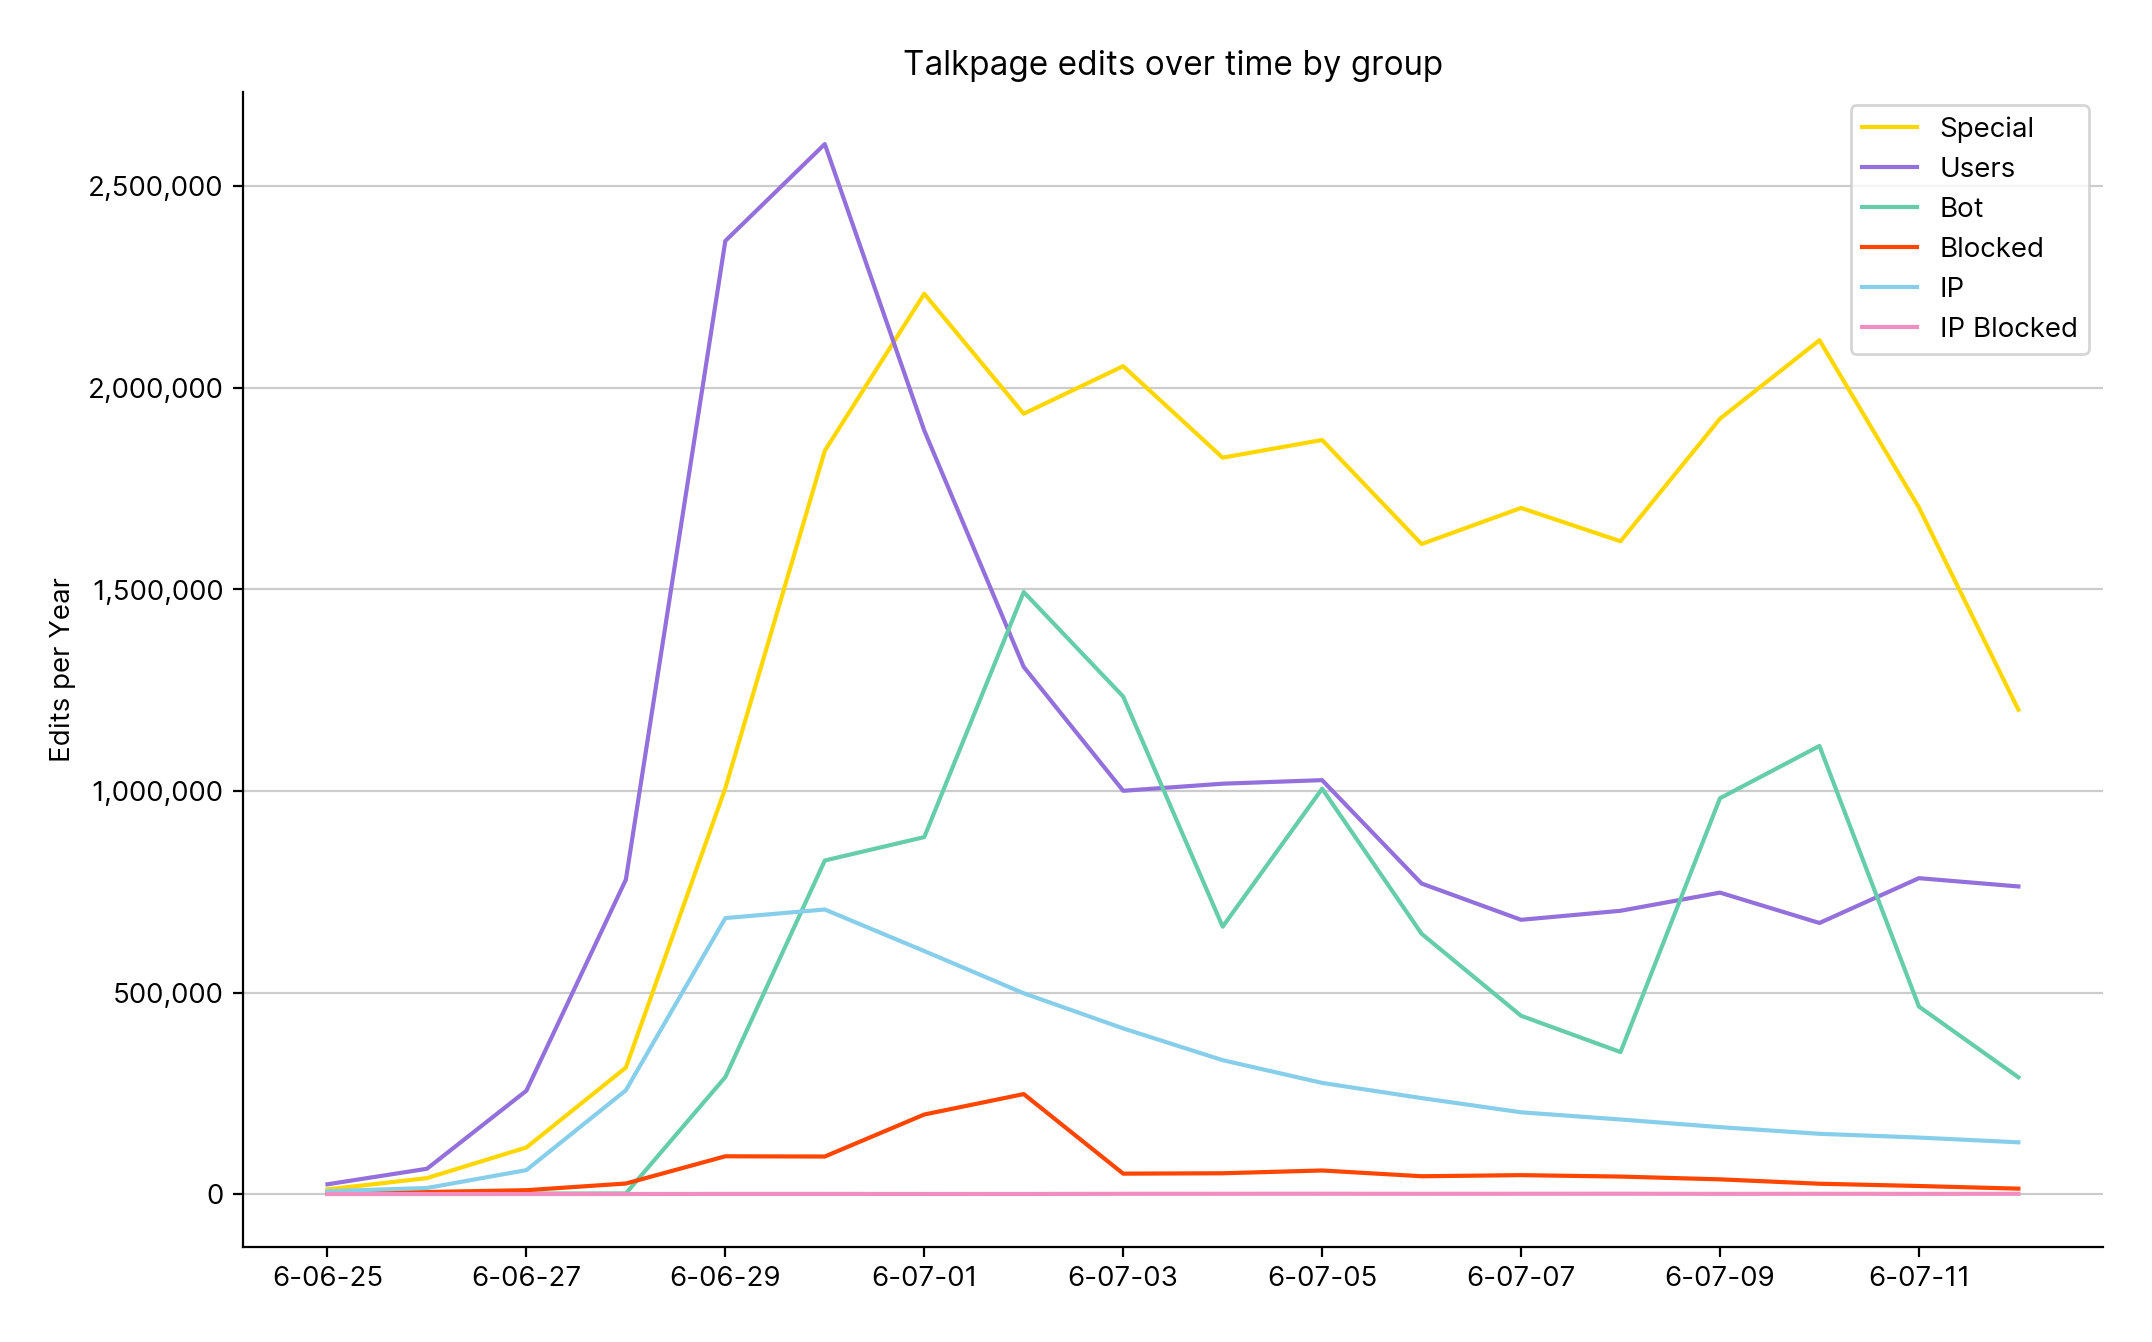 Talkpage edits over time by group
Special
Users
Bot
Blocked
IP
IP Blocked
Edits per Year
2,500,000
2,000,000
1,500,000
1,000,000
500,000
0
6-06-25 6-06-27 6-06-29 6-07-01 6-07-03 6-07-05 6-07-07 6-07-09 6-07-11